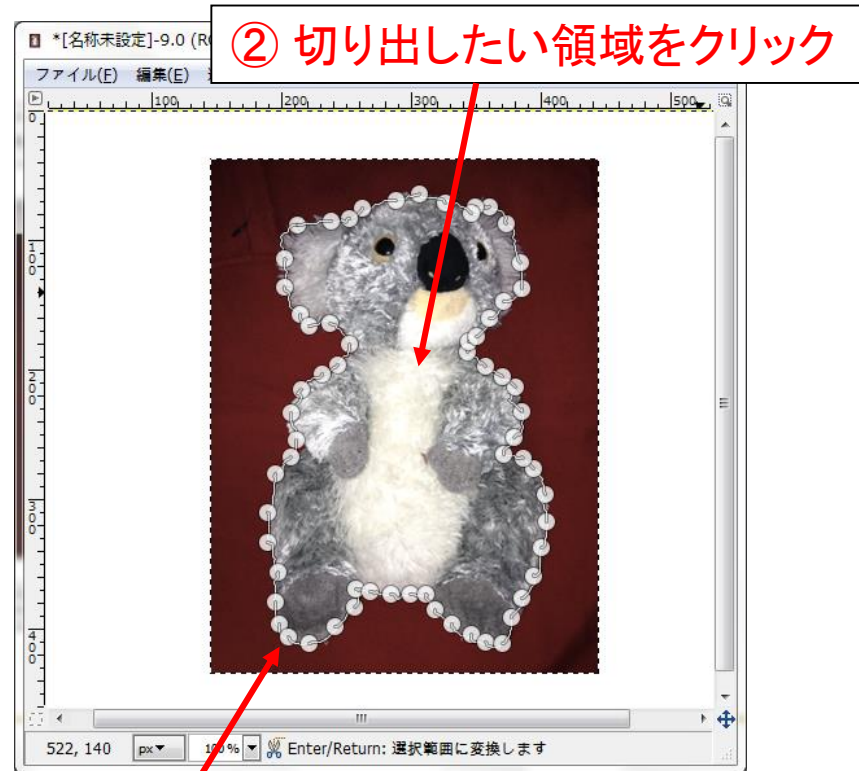 ② 切り出したい領域をクリック
*[名称未設定]-9.0 (R
ファイル(F) 編集(E)
100 200 300 400 500
0
100
200
300
400
522, 140 px 100% Enter/Return: 選択範囲に変換します